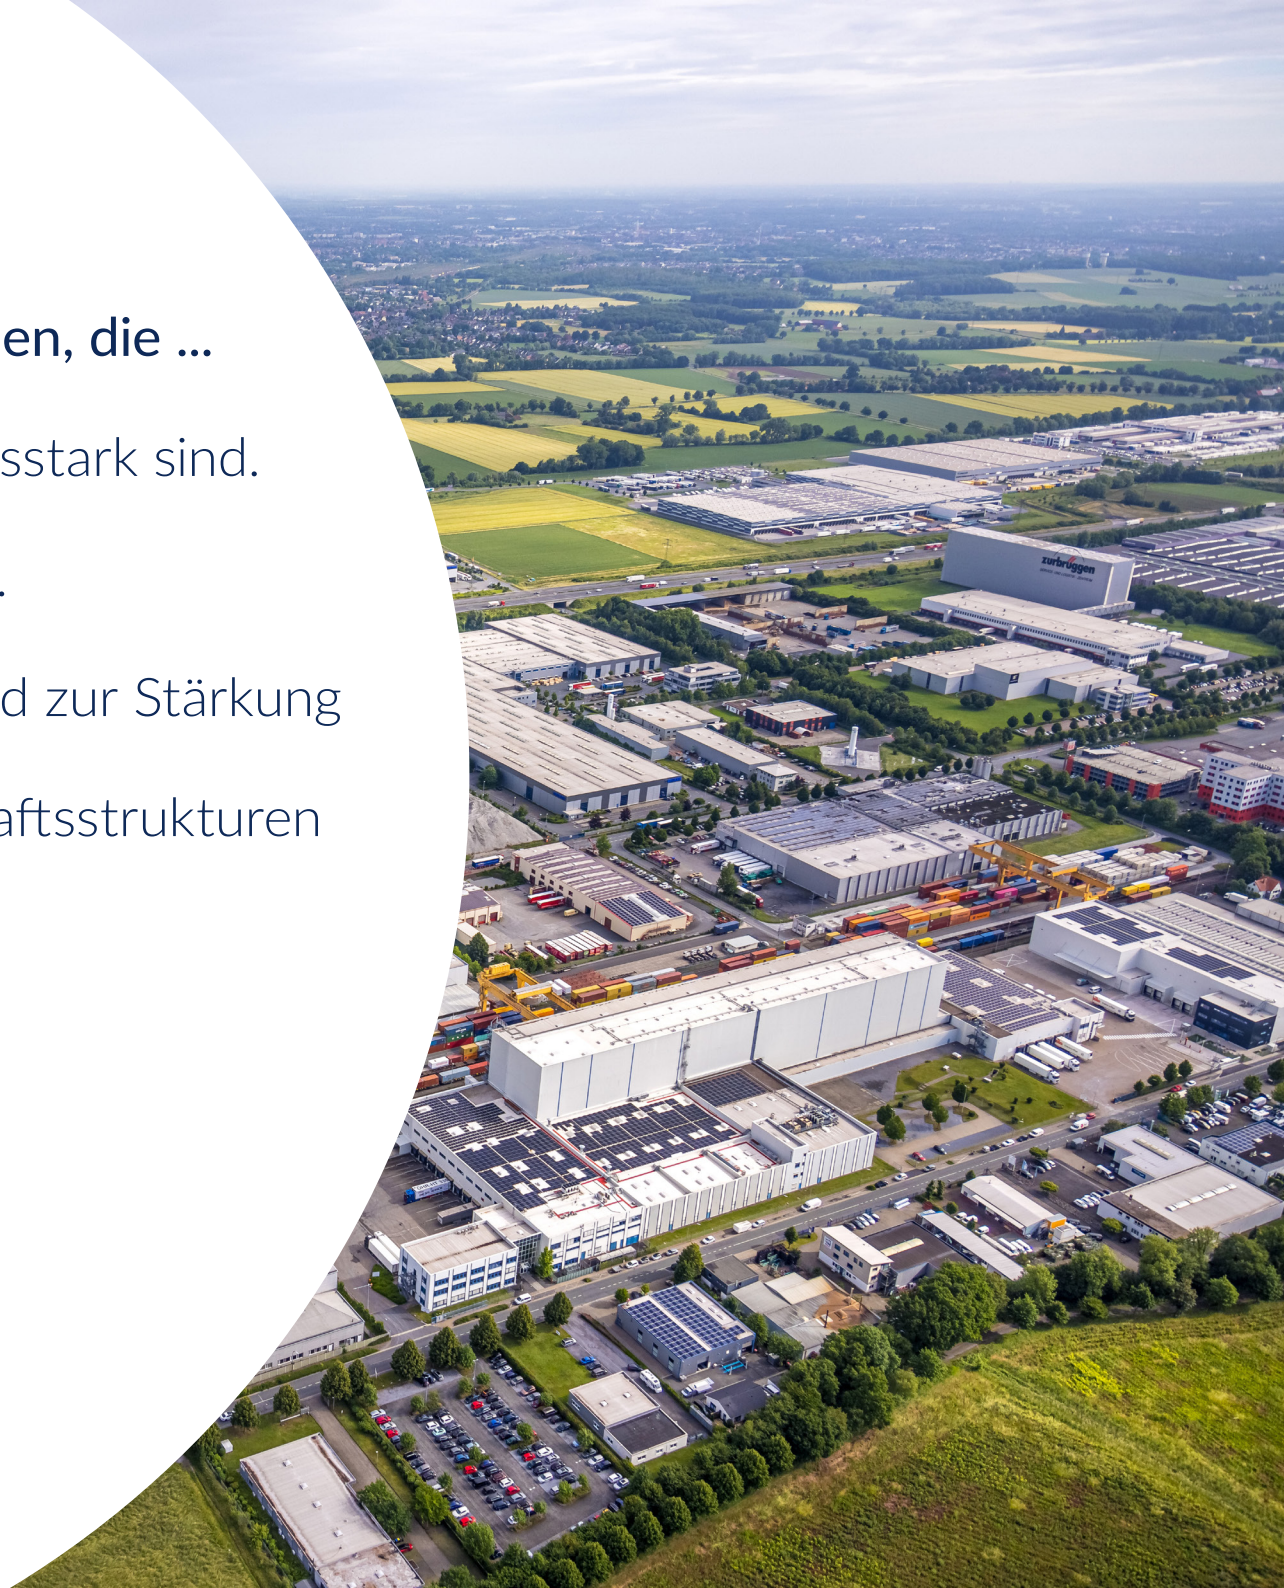 en, die ...
sstark sind.
.
d zur Stärkung
aftsstrukturen
zurbrüggen